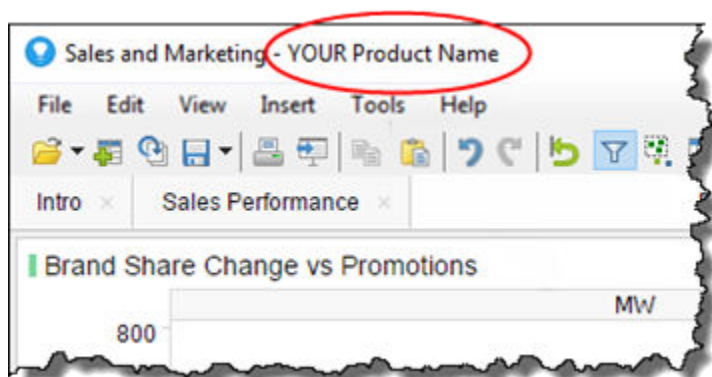 Sales and Marketing - YOUR Product Name
File Edit View Insert Tools Help
Intro × Sales Performance ×
Brand Share Change vs Promotions
MW
800